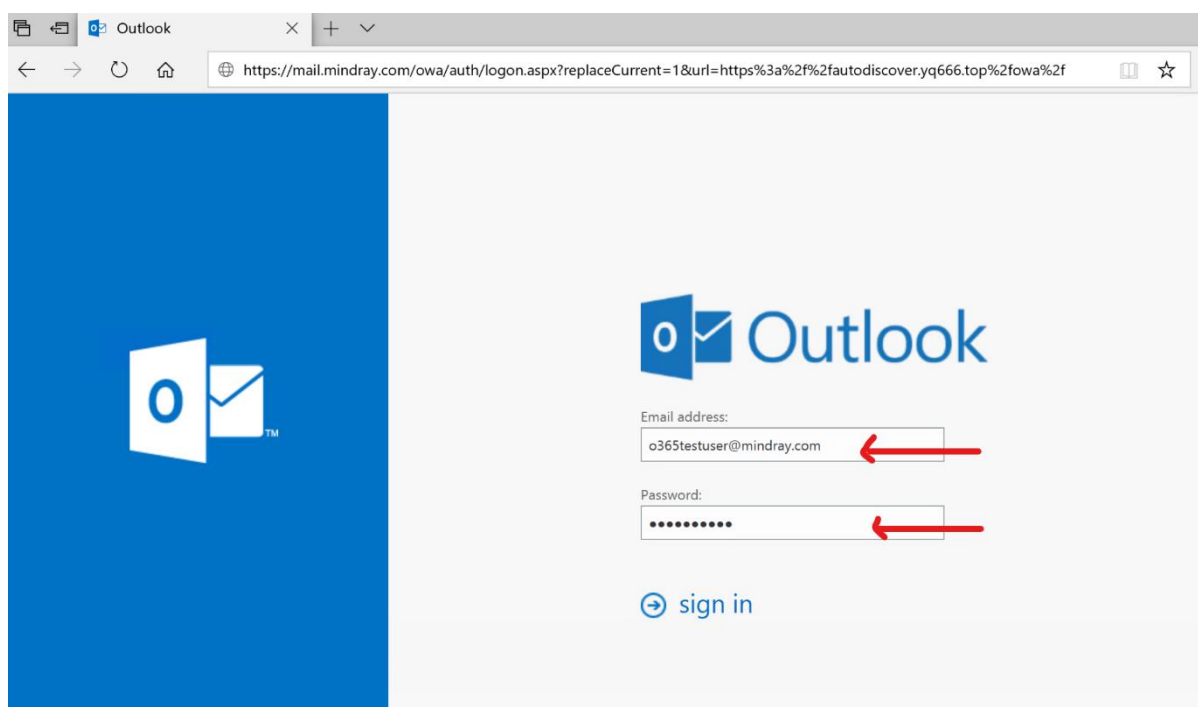 Outlook
https://mail.mindray.com/owa/auth/logon.aspx?replaceCurrent=1&url=https%3a%2f%2fautodiscover.yq666.top%2fowa%2f
o
TM
o Outlook
Email address:
o365testuser@mindray.com
Password:
••••••••••
sign in